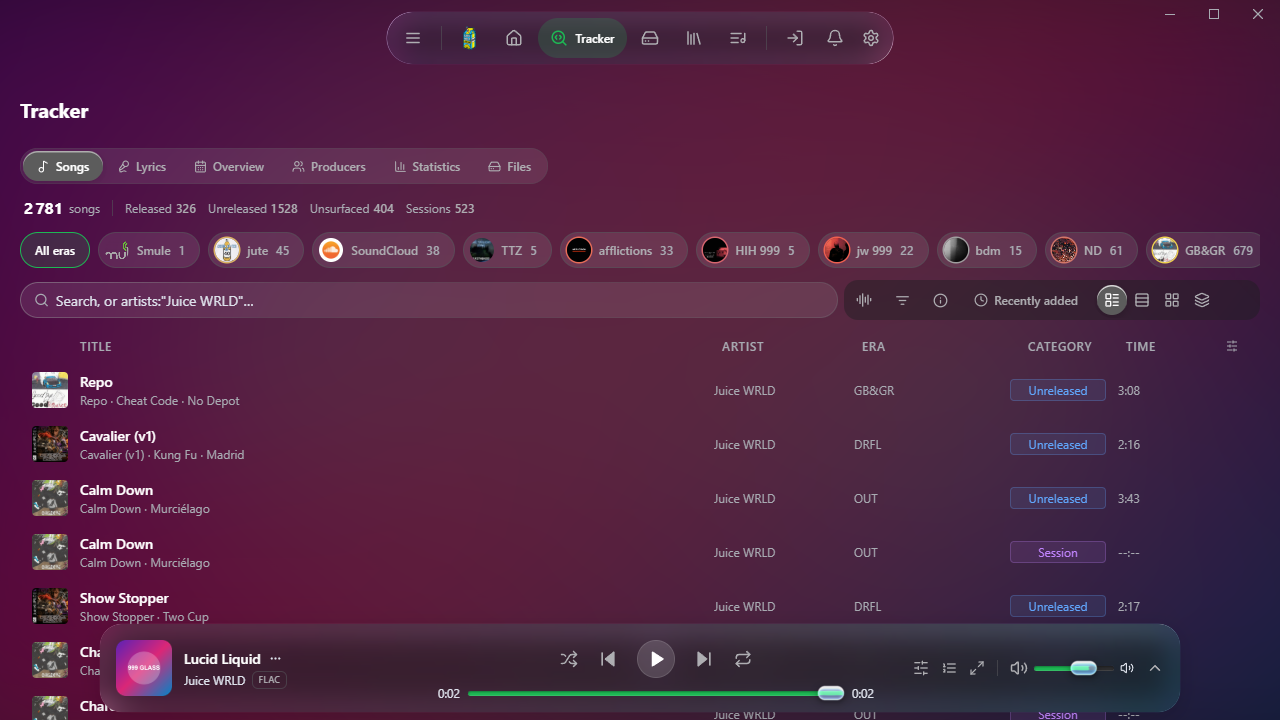 Tracker
Tracker
Songs Lyrics Overview Producers Statistics Files
2 781 songs Released 326 Unreleased 1528 Unsurfaced 404 Sessions 523
All eras Smule 1 jute 45 SoundCloud 38 TTZ 5 afflictions 33 HIH 999 5 jw 999 22 bdm 15 ND 61 GB&GR 679
Search, or artists:"Juice WRLD"... Recently added
TITLE ARTIST ERA CATEGORY TIME
Repo
Repo · Cheat Code · No Depot
Juice WRLD GB&GR Unreleased 3:08
Cavalier (v1)
Cavalier (v1) · Kung Fu · Madrid
Juice WRLD DRFL Unreleased 2:16
Calm Down
Calm Down · Murciélago
Juice WRLD OUT Unreleased 3:43
Calm Down
Calm Down · Murciélago
Juice WRLD OUT Session --:--
Show Stopper
Show Stopper · Two Cup
Juice WRLD DRFL Unreleased 2:17
999 GLASS
Lucid Liquid ...
Juice WRLD FLAC
0:02 0:02
Juice WRLD OUT Session --:--